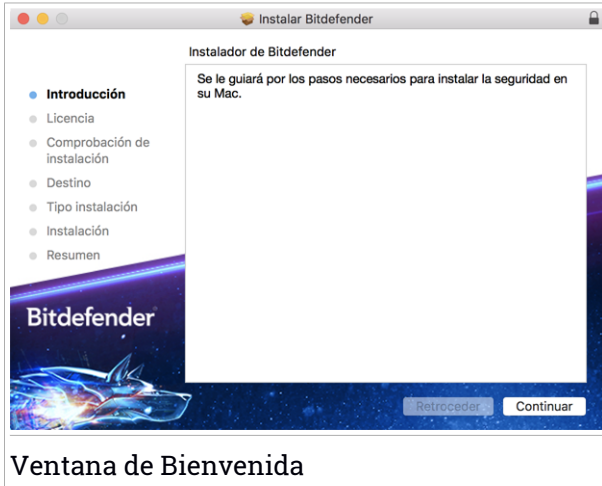 Instalar Bitdefender
Instalador de Bitdefender
Introducción
Licencia
Comprobación de
instalación
Destino
Tipo instalación
Instalación
Resumen
Se le guiará por los pasos necesarios para instalar la seguridad en
su Mac.
Bitdefender
Retroceder
Continuar
Ventana de Bienvenida